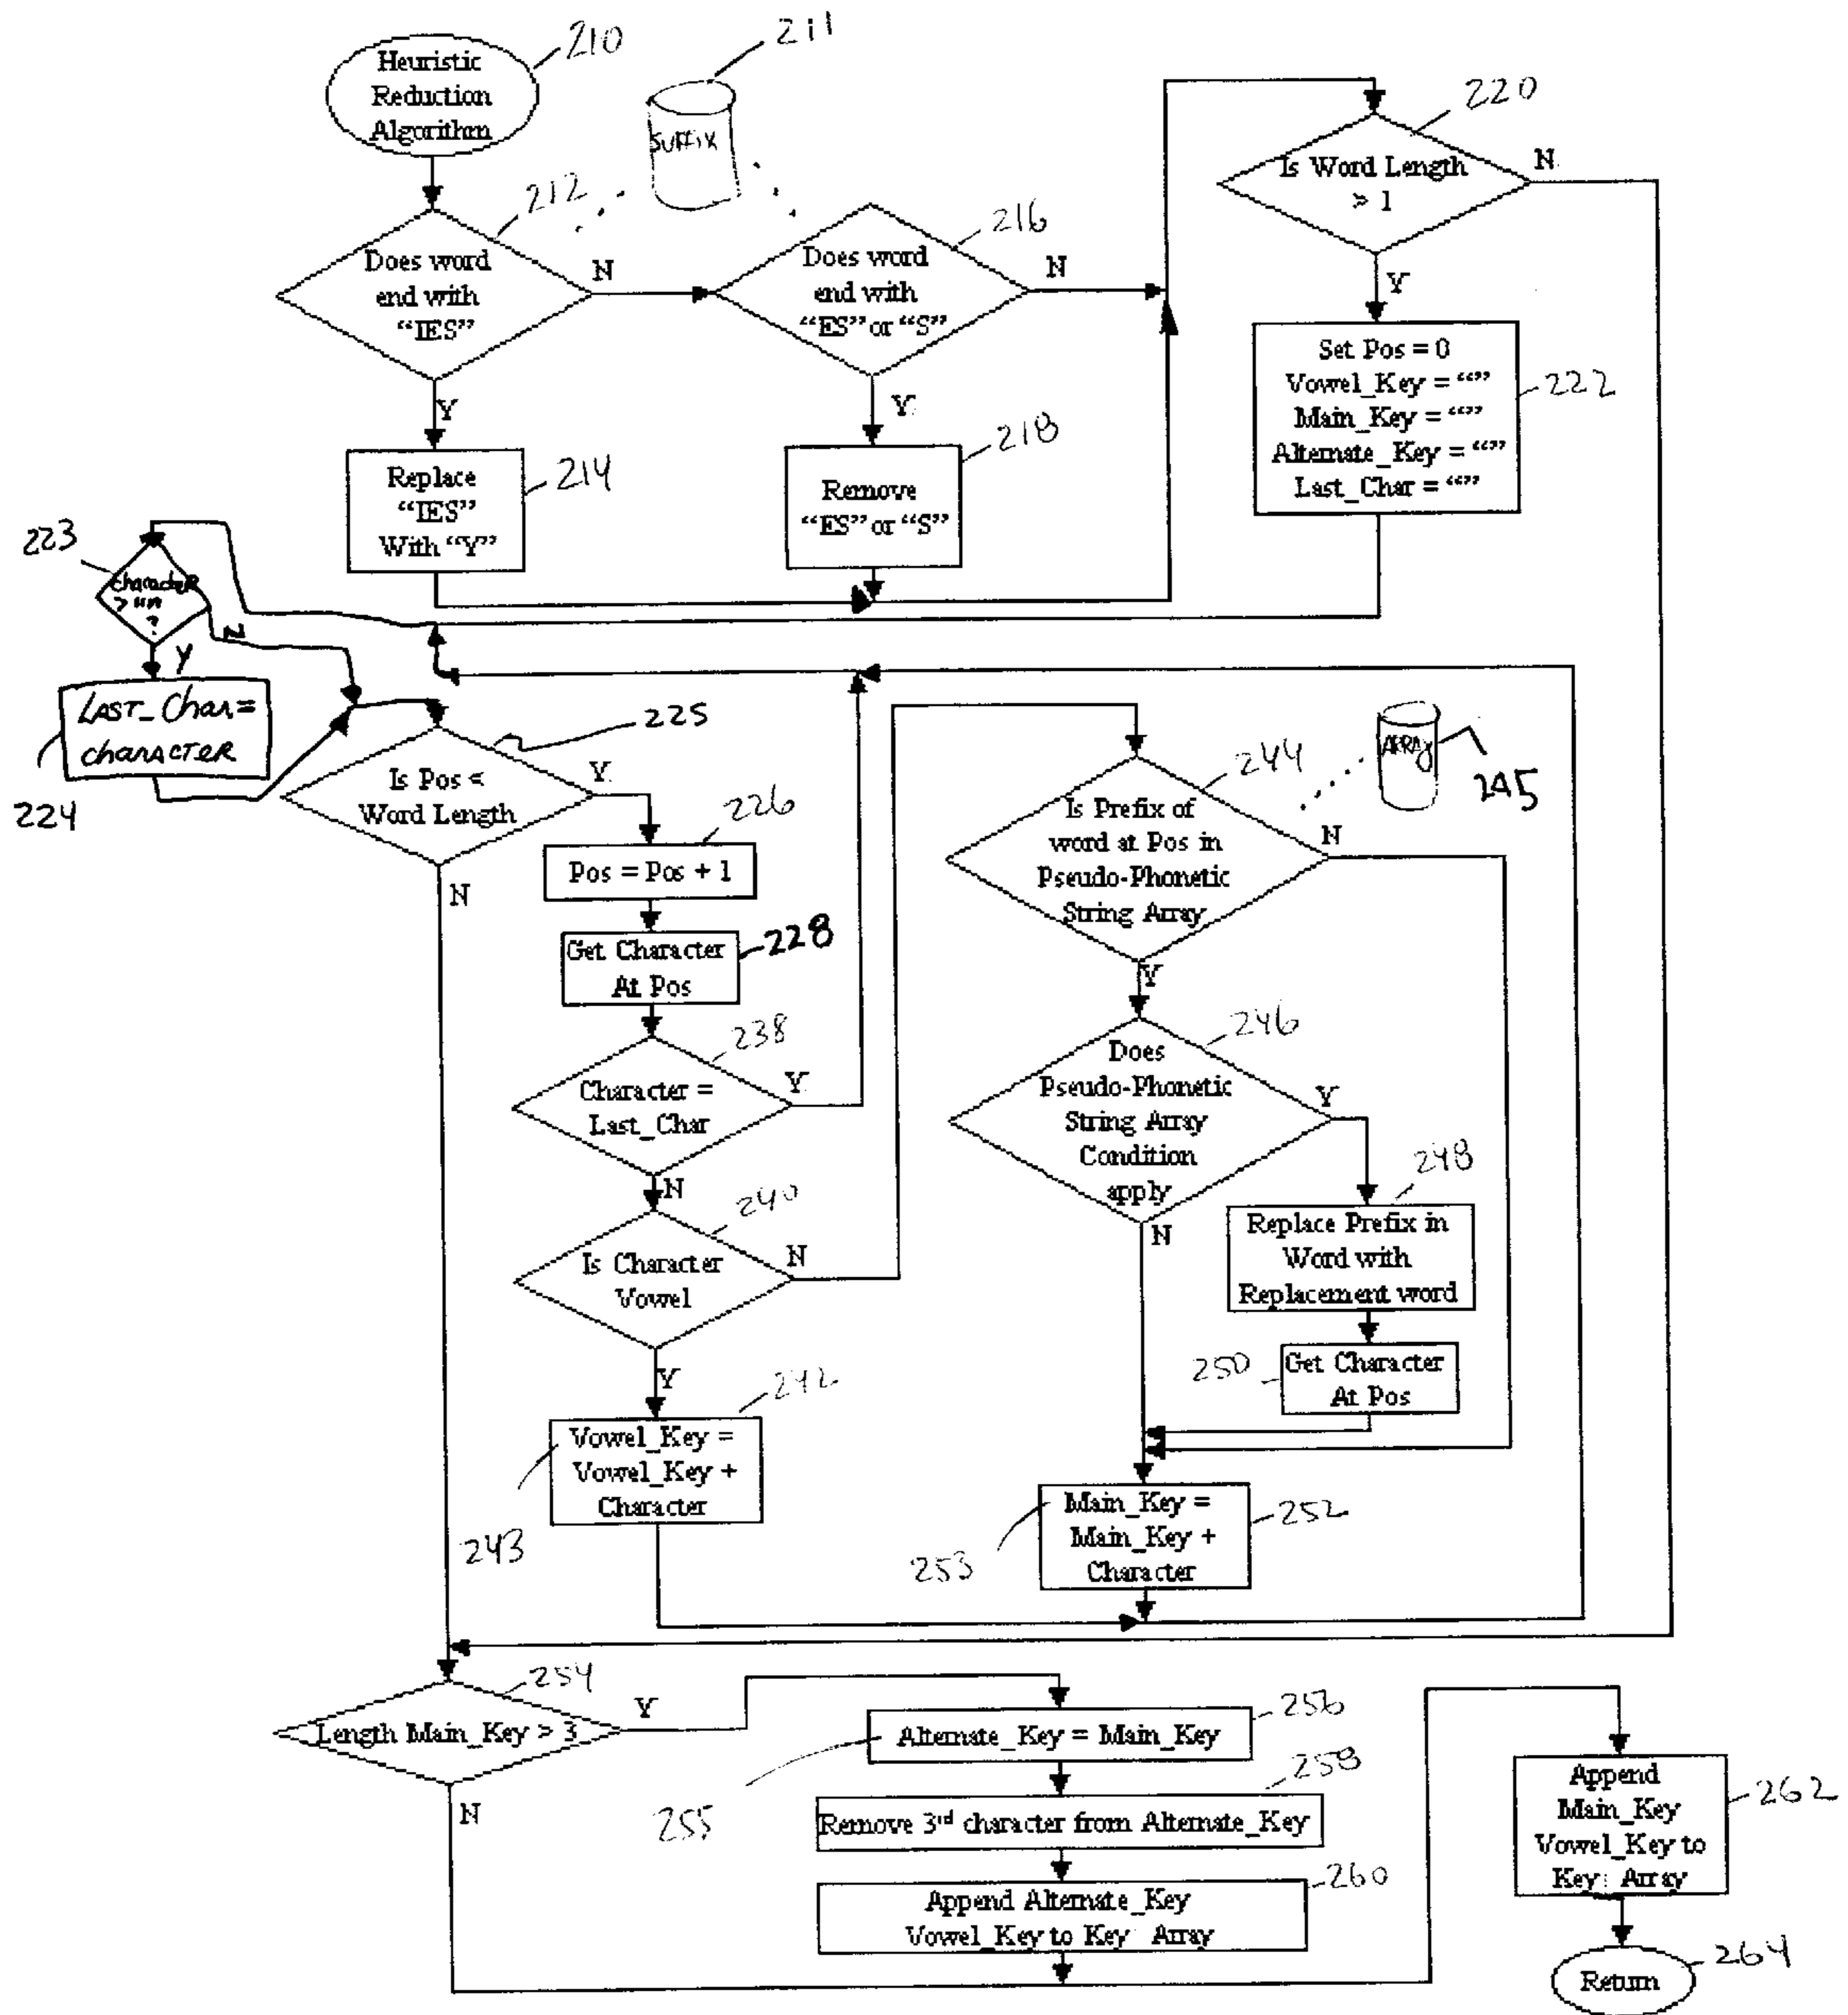 210
Heuristic
Reduction
Algorithm
211
SUFFIX
212
Does word
end with
“IES”
N
Y
214
Replace
“IES”
With “Y”
216
Does word
end with
“ES” or “S”
N
Y
218
Remove
“ES” or “S”
220
Is Word Length
> 1
N
Y
222
Set Pos = 0
Vowel_Key = “”
Main_Key = “”
Alternate_Key = “”
Last_Char = “”
223
character
> “”
?
N
Y
LAST_Char=
character
224
225
Is Pos <
Word Length
Y
N
226
Pos = Pos + 1
Get Character
At Pos
228
238
Character =
Last_Char
Y
N
240
Is Character
Vowel
N
Y
242
Vowel_Key =
Vowel_Key +
Character
243
244
ARRAY
245
Is Prefix of
word at Pos in
Pseudo-Phonetic
String Array
N
Y
246
Does
Pseudo-Phonetic
String Array
Condition
apply
Y
N
248
Replace Prefix in
Word with
Replacement word
250
Get Character
At Pos
252
Main_Key =
Main_Key +
Character
253
254
Length Main_Key > 3
Y
N
256
Alternate_Key = Main_Key
255
258
Remove 3rd character from Alternate_Key
260
Append Alternate_Key
Vowel_Key to Key Array
Append
Main_Key
Vowel_Key to
Key Array
262
Return
264